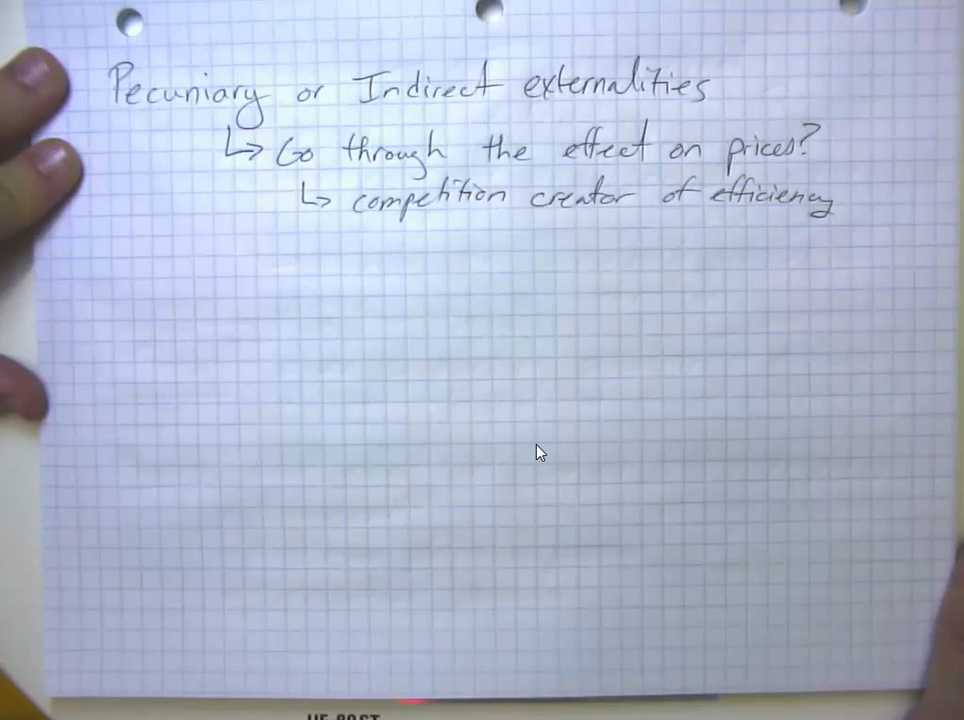 Pecuniary or Indirect externalities
↳ Go through the effect on prices?
↳ competition creator of efficiency